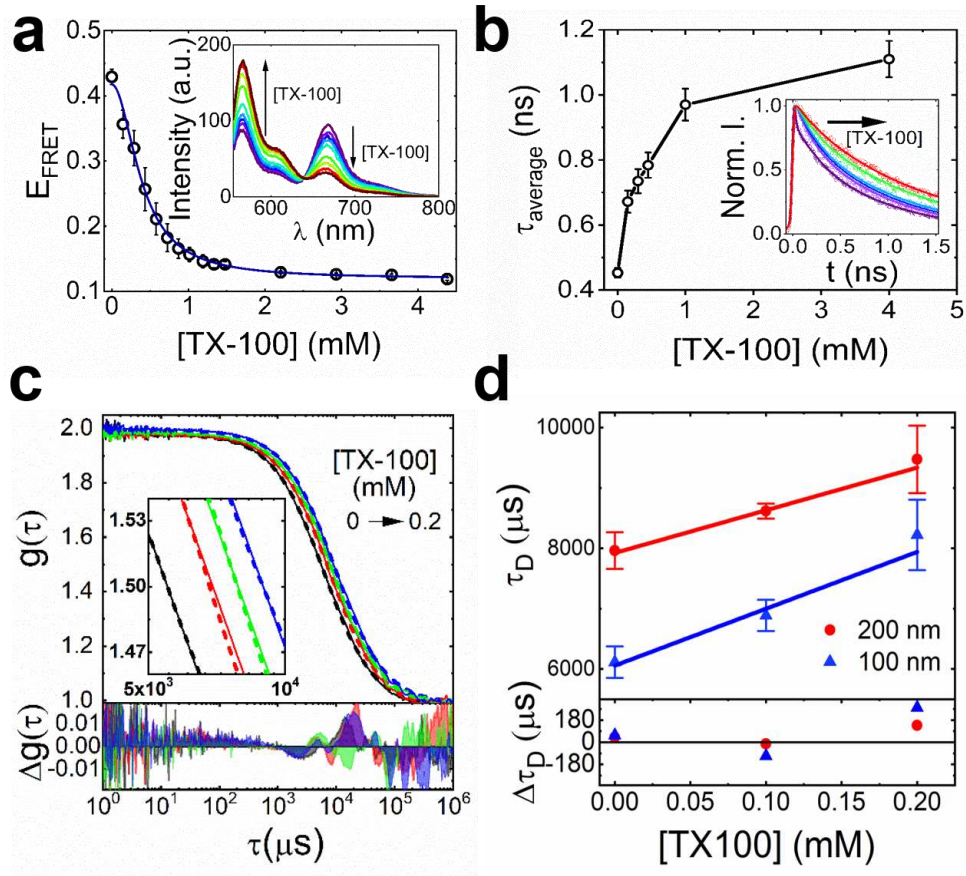 a
E_FRET
0.5
0.4
0.3
0.2
0.1
0 1 2 3 4
[TX-100] (mM)
Intensity (a.u.)
200
100
0
[TX-100]
[TX-100]
600 700 800
λ (nm)
b
τ_average (ns)
1.2
1.0
0.8
0.6
0.4
0 1 2 3 4 5
[TX-100] (mM)
Norm. I.
1.0
0.5
0.0
[TX-100]
0.0 0.5 1.0 1.5
t (ns)
c
g(τ)
2.0
1.8
1.6
1.4
1.2
1.0
[TX-100]
(mM)
0 → 0.2
1.53
1.50
1.47
5x10³ 10⁴
Δg(τ)
0.01
0.00
-0.01
10⁰ 10¹ 10² 10³ 10⁴ 10⁵ 10⁶
τ(μs)
d
τ_D (μs)
10000
8000
6000
200 nm
100 nm
Δτ_D (μs)
180
0
-180
0.00 0.05 0.10 0.15 0.20
[TX100] (mM)